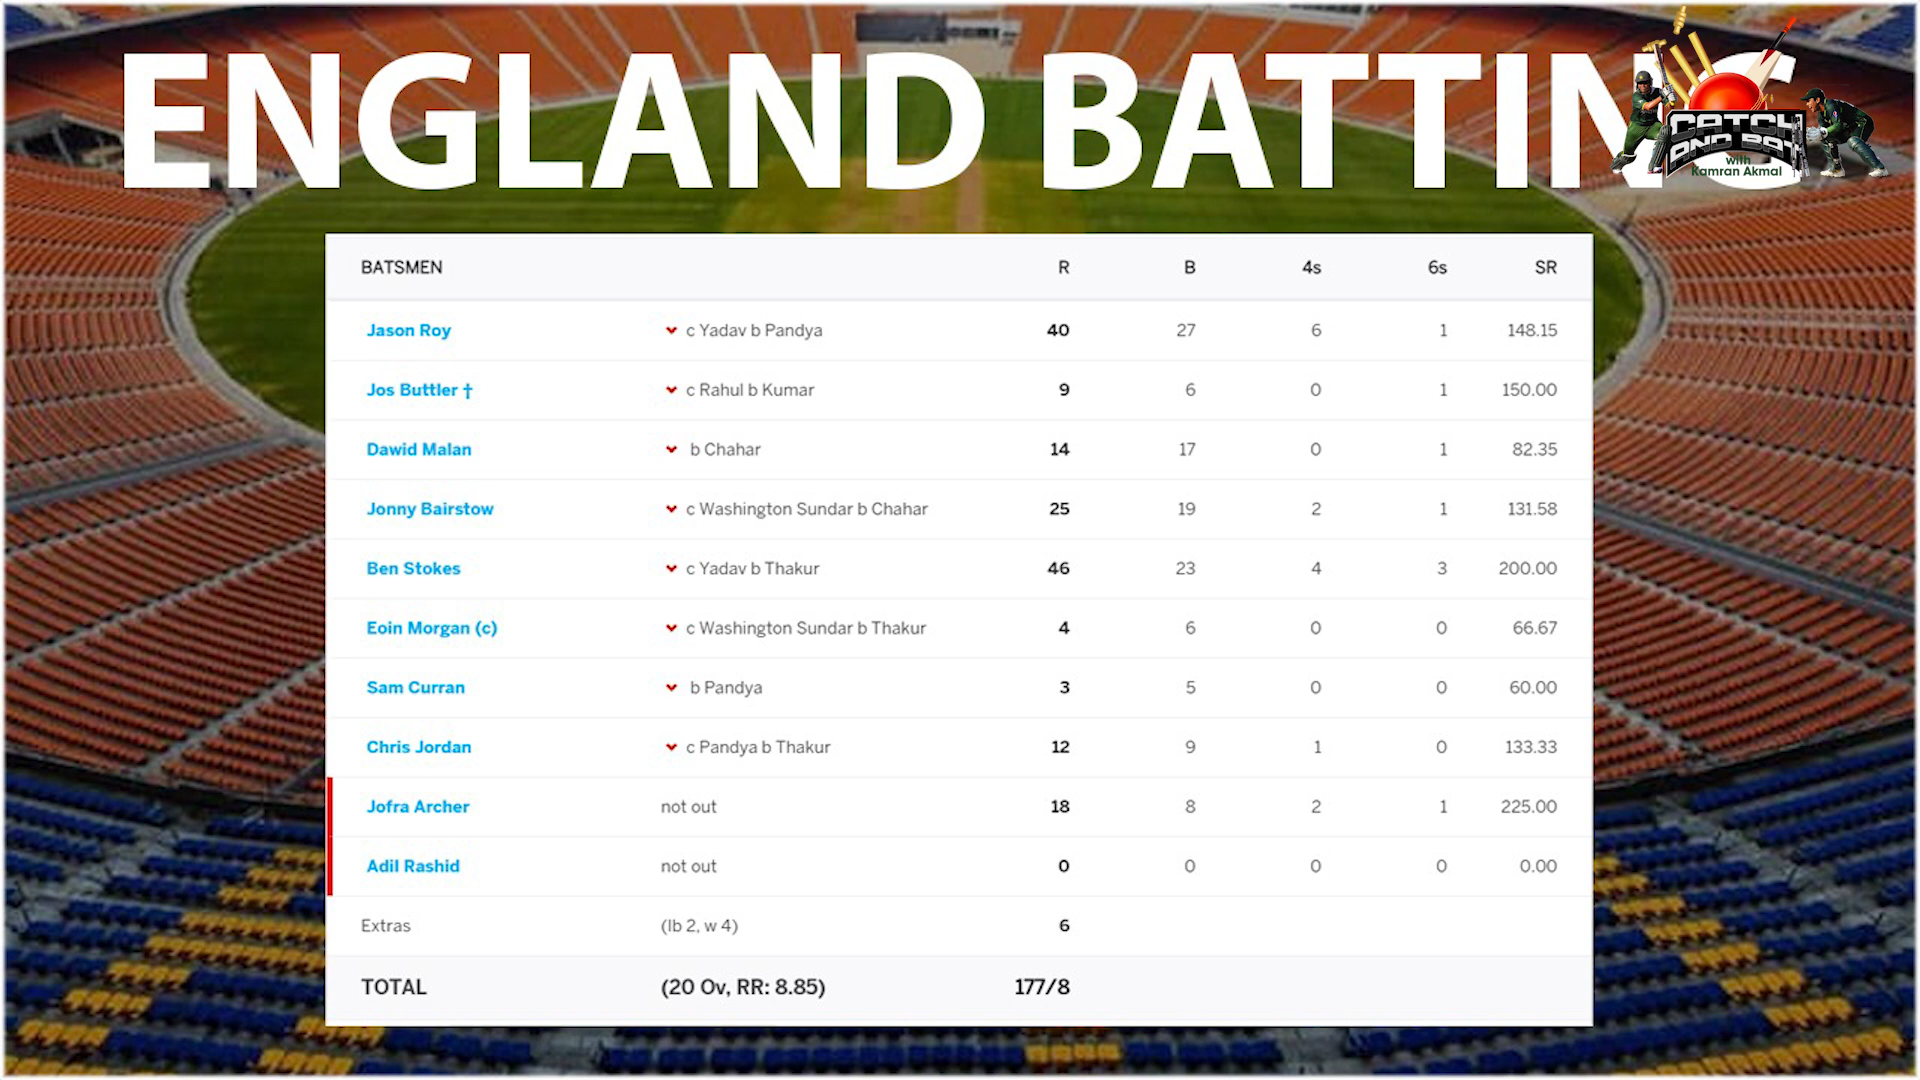 ENGLAND BATTING
CATCH
AND BAT
with
Kamran Akmal
BATSMEN R B 4s 6s SR
Jason Roy c Yadav b Pandya 40 27 6 1 148.15
Jos Buttler † c Rahul b Kumar 9 6 0 1 150.00
Dawid Malan b Chahar 14 17 0 1 82.35
Jonny Bairstow c Washington Sundar b Chahar 25 19 2 1 131.58
Ben Stokes c Yadav b Thakur 46 23 4 3 200.00
Eoin Morgan (c) c Washington Sundar b Thakur 4 6 0 0 66.67
Sam Curran b Pandya 3 5 0 0 60.00
Chris Jordan c Pandya b Thakur 12 9 1 0 133.33
Jofra Archer not out 18 8 2 1 225.00
Adil Rashid not out 0 0 0 0 0.00
Extras (lb 2, w 4) 6
TOTAL (20 Ov, RR: 8.85) 177/8